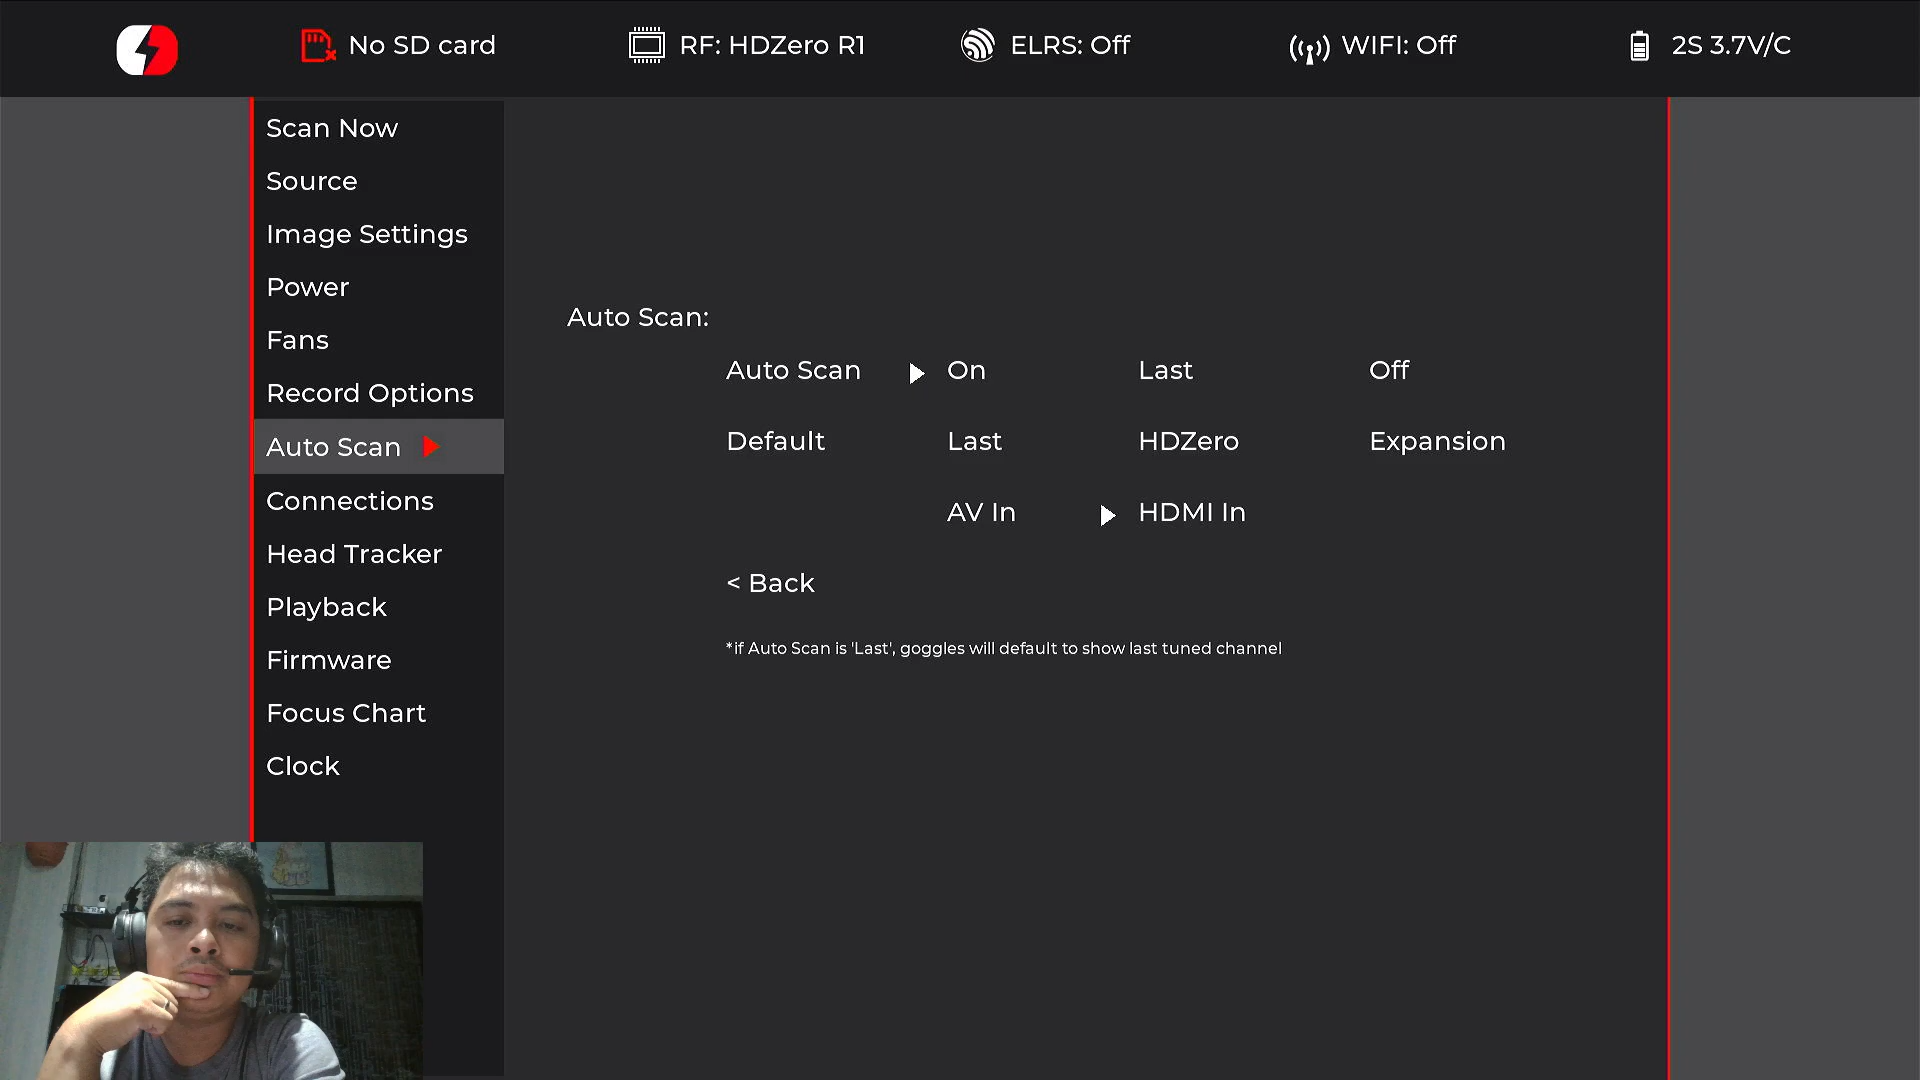 No SD card
RF: HDZero R1
ELRS: Off
WIFI: Off
2S 3.7V/C
Scan Now
Source
Image Settings
Power
Fans
Record Options
Auto Scan
Connections
Head Tracker
Playback
Firmware
Focus Chart
Clock
Auto Scan:
Auto Scan On Last Off
Default Last HDZero Expansion
AV In HDMI In
< Back
*if Auto Scan is 'Last', goggles will default to show last tuned channel